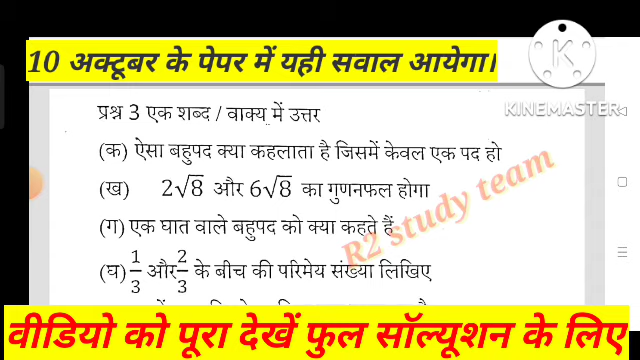 10 अक्टूबर के पेपर में यही सवाल आयेगा।
KINEMASTER
प्रश्न 3 एक शब्द / वाक्य में उत्तर
(क) ऐसा बहुपद क्या कहलाता है जिसमें केवल एक पद हो
(ख) 2√8 और 6√8 का गुणनफल होगा
(ग) एक घात वाले बहुपद को क्या कहते हैं
(घ) 1/3 और 2/3 के बीच की परिमेय संख्या लिखिए
R2 study team
वीडियो को पूरा देखें फुल सॉल्यूशन के लिए